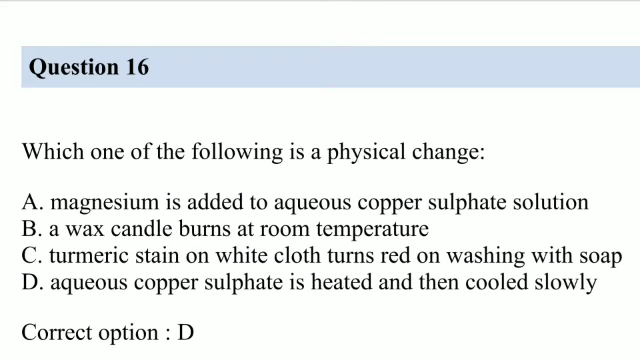 Question 16
Which one of the following is a physical change:
A. magnesium is added to aqueous copper sulphate solution
B. a wax candle burns at room temperature
C. turmeric stain on white cloth turns red on washing with soap
D. aqueous copper sulphate is heated and then cooled slowly
Correct option : D